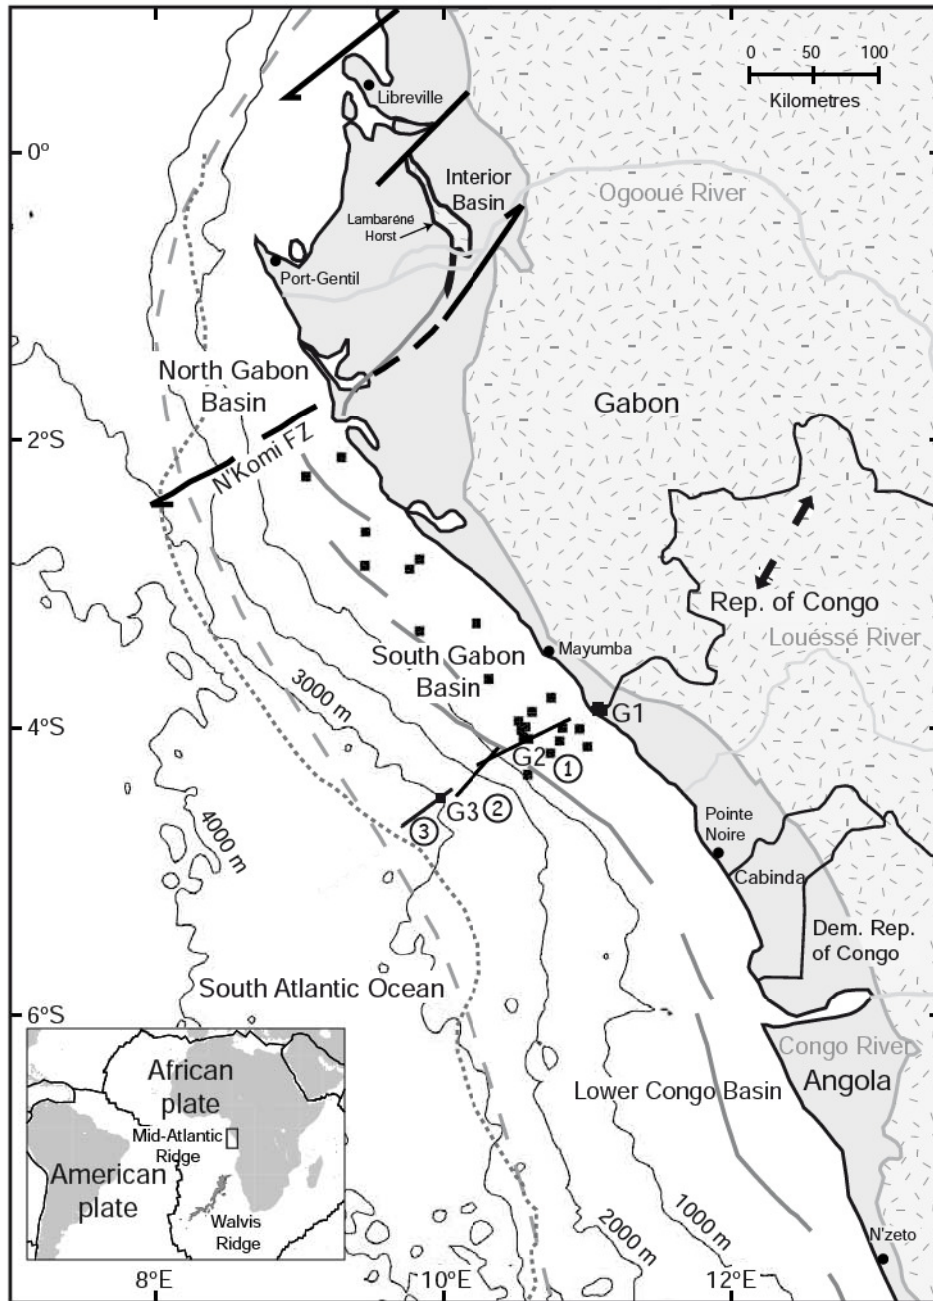 0 50 100
Kilometres
Libreville
0°
Interior
Basin
Ogooué River
Lambaréné
Horst
Port-Gentil
North Gabon
Basin
Gabon
2°S
N'Komi FZ
Rep. of Congo
Louéssé River
Mayumba
South Gabon
Basin
3000 m
G1
4°S
G2
1
G3
2
3
4000 m
Pointe
Noire
Cabinda
Dem. Rep.
of Congo
South Atlantic Ocean
6°S
Congo River
Angola
Lower Congo Basin
African
plate
Mid-Atlantic
Ridge
American
plate
Walvis
Ridge
2000 m
1000 m
N'zeto
8°E
10°E
12°E